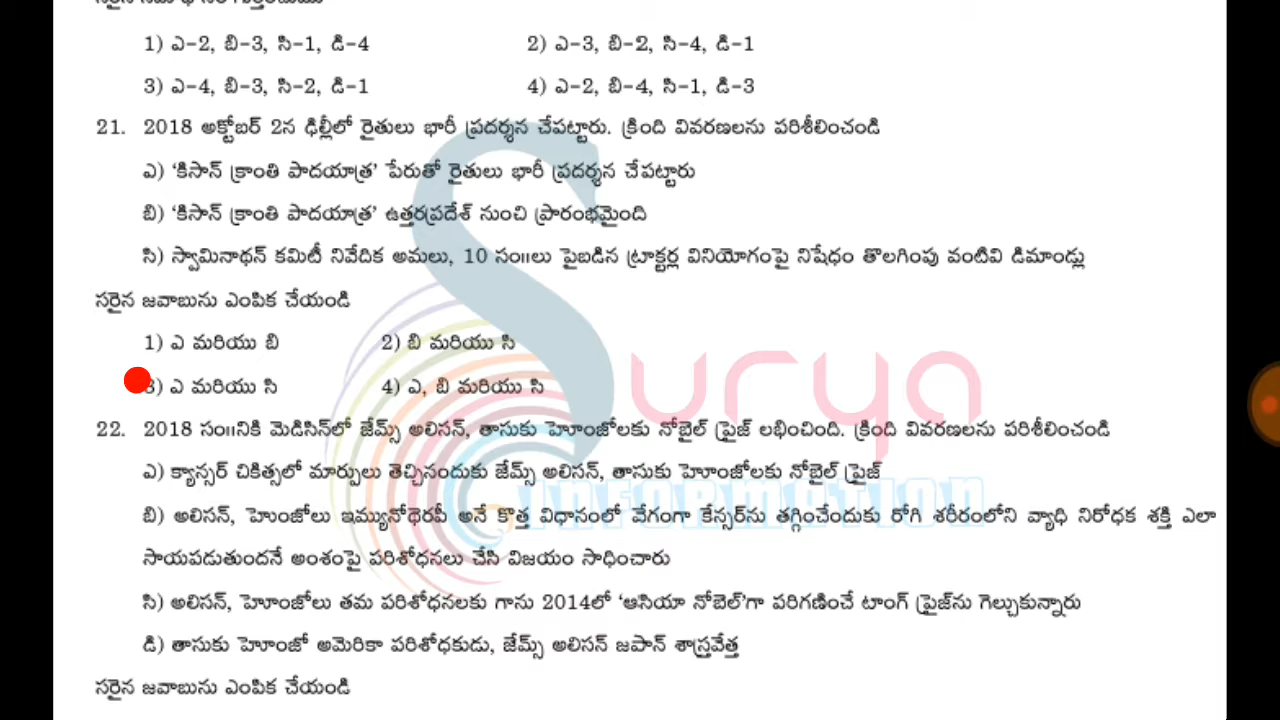 1) ఎ-2, బి-3, సి-1, డి-4 2) ఎ-3, బి-2, సి-4, డి-1
3) ఎ-4, బి-3, సి-2, డి-1 4) ఎ-2, బి-4, సి-1, డి-3
21. 2018 అక్టోబర్ 2న ఢిల్లీలో రైతులు భారీ ప్రదర్శన చేపట్టారు. క్రింది వివరణలను పరిశీలించండి
ఎ) 'కిసాన్ క్రాంతి పాదయాత్ర' పేరుతో రైతులు భారీ ప్రదర్శన చేపట్టారు
బి) 'కిసాన్ క్రాంతి పాదయాత్ర' ఉత్తరప్రదేశ్ నుంచి ప్రారంభమైంది
సి) స్వామినాథన్ కమిటీ నివేదిక అమలు, 10 సం॥లు పైబడిన ట్రాక్టర్ల వినియోగంపై నిషేధం తొలగింపు వంటివి డిమాండ్లు
సరైన జవాబును ఎంపిక చేయండి
1) ఎ మరియు బి 2) బి మరియు సి
3) ఎ మరియు సి 4) ఎ, బి మరియు సి
22. 2018 సం॥నికి మెడిసిన్‌లో జేమ్స్ అలిసన్, తాసుకు హెూంజోలకు నోబైల్ ప్రైజ్ లభించింది. క్రింది వివరణలను పరిశీలించండి
ఎ) క్యాన్సర్ చికిత్సలో మార్పులు తెచ్చినందుకు జేమ్స్ అలిసన్, తాసుకు హెూంజోలకు నోబైల్ ప్రైజ్
బి) అలిసన్, హెుంజోలు ఇమ్యునోథెరపీ అనే కొత్త విధానంలో వేగంగా కేన్సర్‌ను తగ్గించేందుకు రోగి శరీరంలోని వ్యాధి నిరోధక శక్తి ఎలా
సాయపడుతుందనే అంశంపై పరిశోధనలు చేసి విజయం సాధించారు
సి) అలిసన్, హెూంజోలు తమ పరిశోధనలకు గాను 2014లో 'ఆసియా నోబెల్'గా పరిగణించే టాంగ్ ప్రైజ్‌ను గెల్చుకున్నారు
డి) తాసుకు హెూంజో అమెరికా పరిశోధకుడు, జేమ్స్ అలిసన్ జపాన్ శాస్త్రవేత్త
సరైన జవాబును ఎంపిక చేయండి
Surya
INFORMATION